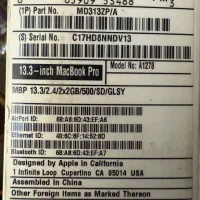 (1P) Part No. MD313ZP/A
(S) Serial No. C17HD8NNDV13
13.3-inch MacBook Pro Model No: A1278
MBP 13.3/2.4/2x2GB/500/SD/GLSY
AirPort ID:
Ethernet ID:
Bluetooth ID:
Designed by Apple in California
1 Infinite Loop Cupertino CA 95014 USA
Assembled In China
Other Foreign Items as Marked Thereon